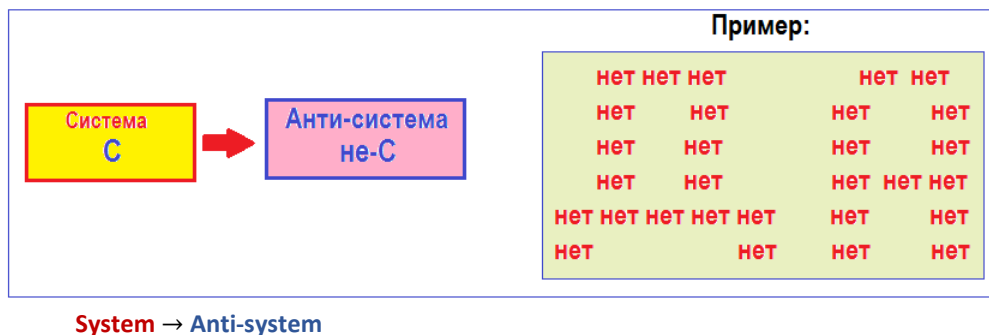 Пример:
Система
С
Анти-система
не-С
нет нет нет нет нет
нет нет нет нет
нет нет нет нет
нет нет нет нет нет
нет нет нет нет нет нет нет
нет нет нет нет
System → Anti-system